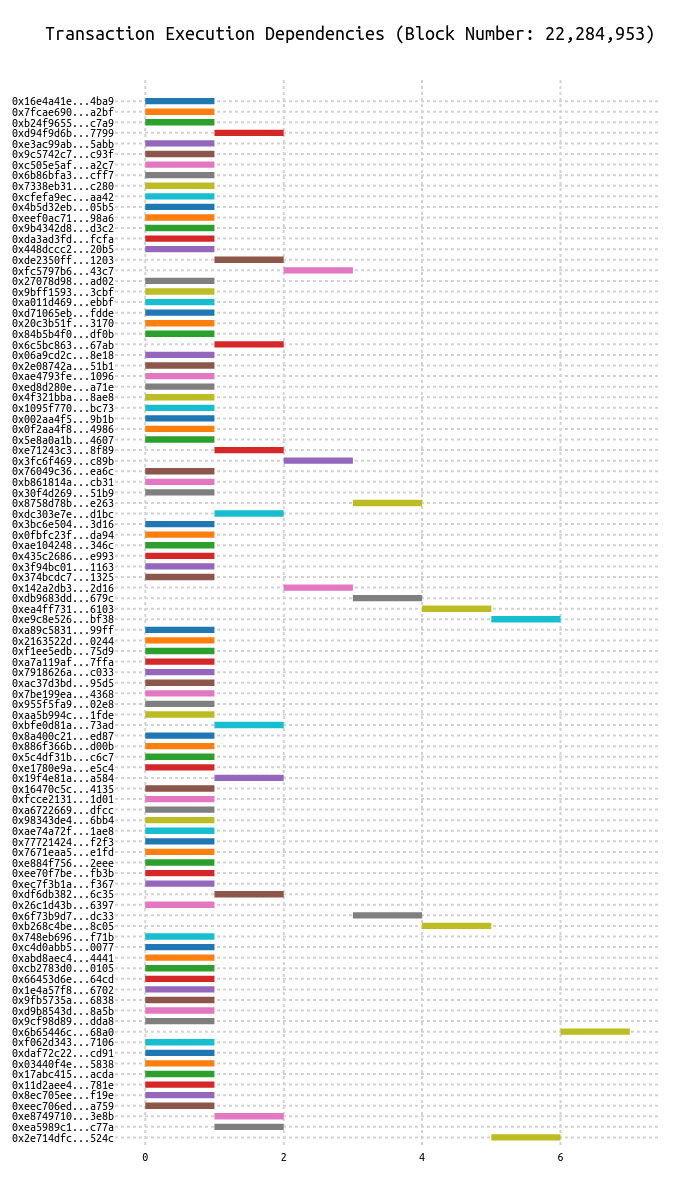 Transaction Execution Dependencies (Block Number: 22,284,953)
0x16e4a41e...4ba9
0x7fcae690...a2bf
0xb24f9655...c7a9
0xd94f9d6b...7799
0xe3ac99ab...5abb
0x9c5742c7...c93f
0xc505e5af...a2c7
0x6b86bfa3...cff7
0x7338eb31...c280
0xcfefa9ec...aa42
0x4b5d32eb...05b5
0xeef0ac71...98a6
0x9b4342d8...d3c2
0xda3ad3fd...fcfa
0x448dccc2...20b5
0xde2350ff...1203
0xfc5797b6...43c7
0x27078d98...ad02
0x9bff1593...3cbf
0xa011d469...ebbf
0xd71065eb...fdde
0x20c3b51f...3170
0x84b5b4f0...df0b
0x6c5bc863...67ab
0x06a9cd2c...8e18
0x2e08742a...51b1
0xae4793fe...1096
0xed8d280e...a71e
0x4f321bba...8ae8
0x1095f770...bc73
0x002aa4f5...9b1b
0x0f2aa4f8...4986
0x5e8a0a1b...4607
0xe71243c3...8f89
0x3fc6f469...c89b
0x76049c36...ea6c
0xb861814a...cb31
0x30f4d269...51b9
0x8758d78b...e263
0xdc303e7e...d1bc
0x3bc6e504...3d16
0x0fbfc23f...da94
0xae104248...346c
0x435c2686...e993
0x3f94bc01...1163
0x374bcdc7...1325
0x142a2db3...2d16
0xdb9683dd...679c
0xea4ff731...6103
0xe9c8e526...bf38
0xa89c5831...99ff
0x2163522d...0244
0xf1ee5edb...75d9
0xa7a119af...7ffa
0x7918626a...c033
0xac37d3bd...95d5
0x7be199ea...4368
0x955f5fa9...02e8
0xaa5b994c...1fde
0xbfe0d81a...73ad
0x8a400c21...ed87
0x886f366b...d00b
0x5c4df31b...c6c7
0xe1780e9a...e5c4
0x19f4e81a...a584
0x16470c5c...4135
0xfcce2131...1d01
0xa6722669...dfcc
0x98343de4...6bb4
0xae74a72f...1ae8
0x77721424...f2f3
0x7671eaa5...e1fd
0xe884f756...2eee
0xee70f7be...fb3b
0xec7f3b1a...f367
0xdf6db382...6c35
0x26c1d43b...6397
0x6f73b9d7...dc33
0xb268c4be...8c05
0x748eb696...f71b
0xc4d0abb5...0077
0xabd8aec4...4441
0xcb2783d0...0105
0x66453d6e...64cd
0x1e4a57f8...6702
0x9fb5735a...6838
0xd9b8543d...8a5b
0x9cf98d89...dda8
0x6b65446c...68a0
0xf062d343...7106
0xdaf72c22...cd91
0x03440f4e...5838
0x17abc415...acda
0x11d2aee4...781e
0x8ec705ee...f19e
0xeec706ed...a759
0xe8749710...3e8b
0xea5989c1...c77a
0x2e714dfc...524c
0 2 4 6